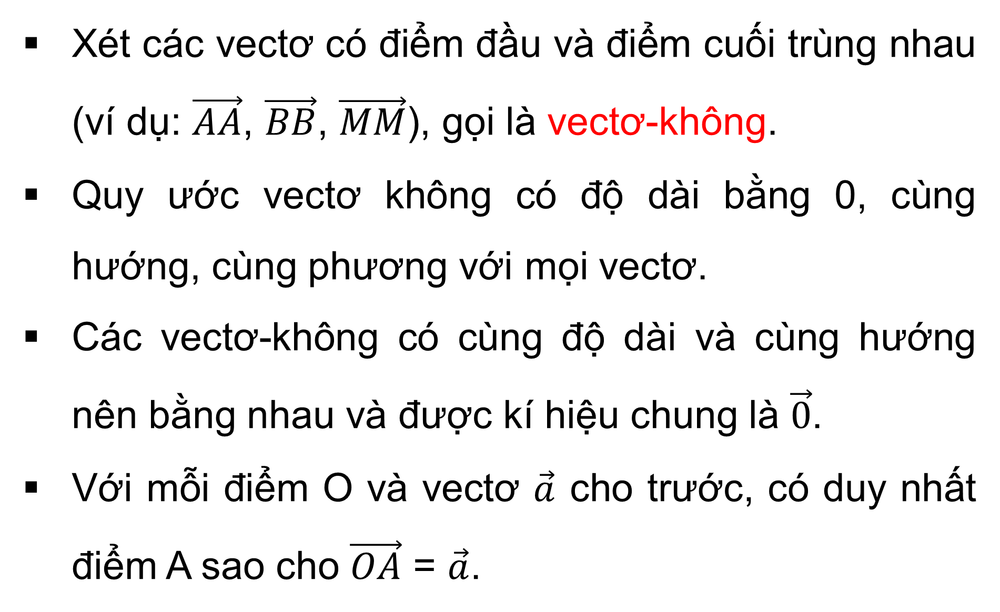 ▪ Xét các vectơ có điểm đầu và điểm cuối trùng nhau
(ví dụ: $\overrightarrow{AA}$, $\overrightarrow{BB}$, $\overrightarrow{MM}$), gọi là vectơ-không.
▪ Quy ước vectơ không có độ dài bằng 0, cùng
hướng, cùng phương với mọi vectơ.
▪ Các vectơ-không có cùng độ dài và cùng hướng
nên bằng nhau và được kí hiệu chung là $\overrightarrow{0}$.
▪ Với mỗi điểm O và vectơ $\vec{a}$ cho trước, có duy nhất
điểm A sao cho $\overrightarrow{OA}$ = $\vec{a}$.